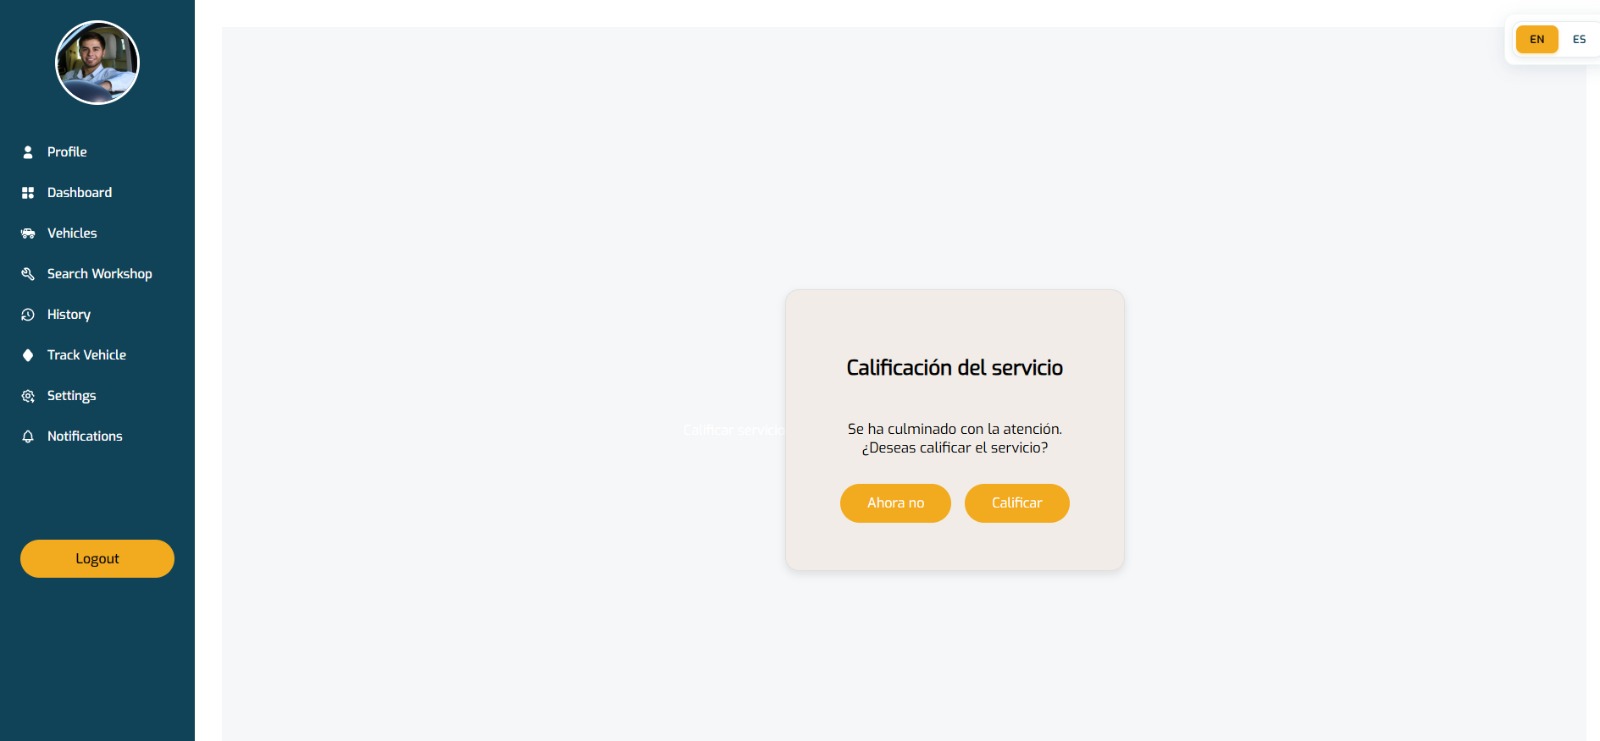 EN ES
Profile
Dashboard
Vehicles
Search Workshop
History
Track Vehicle
Settings
Notifications
Logout
Calificar servicio
Calificación del servicio
Se ha culminado con la atención.
¿Deseas calificar el servicio?
Ahora no
Calificar